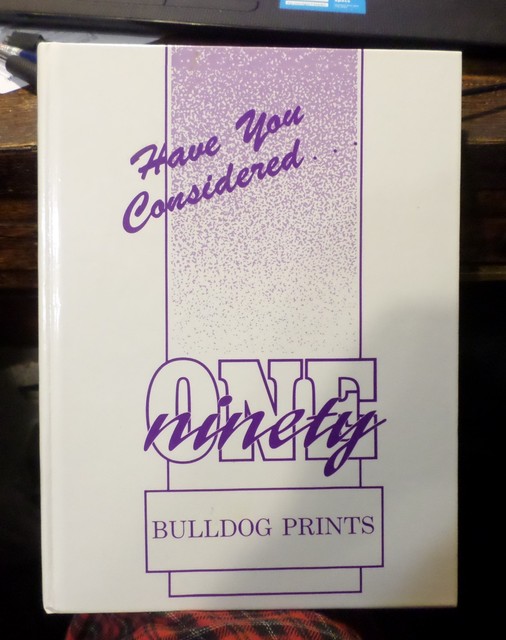 Have You
Considered...
ONE
ninety
BULLDOG PRINTS